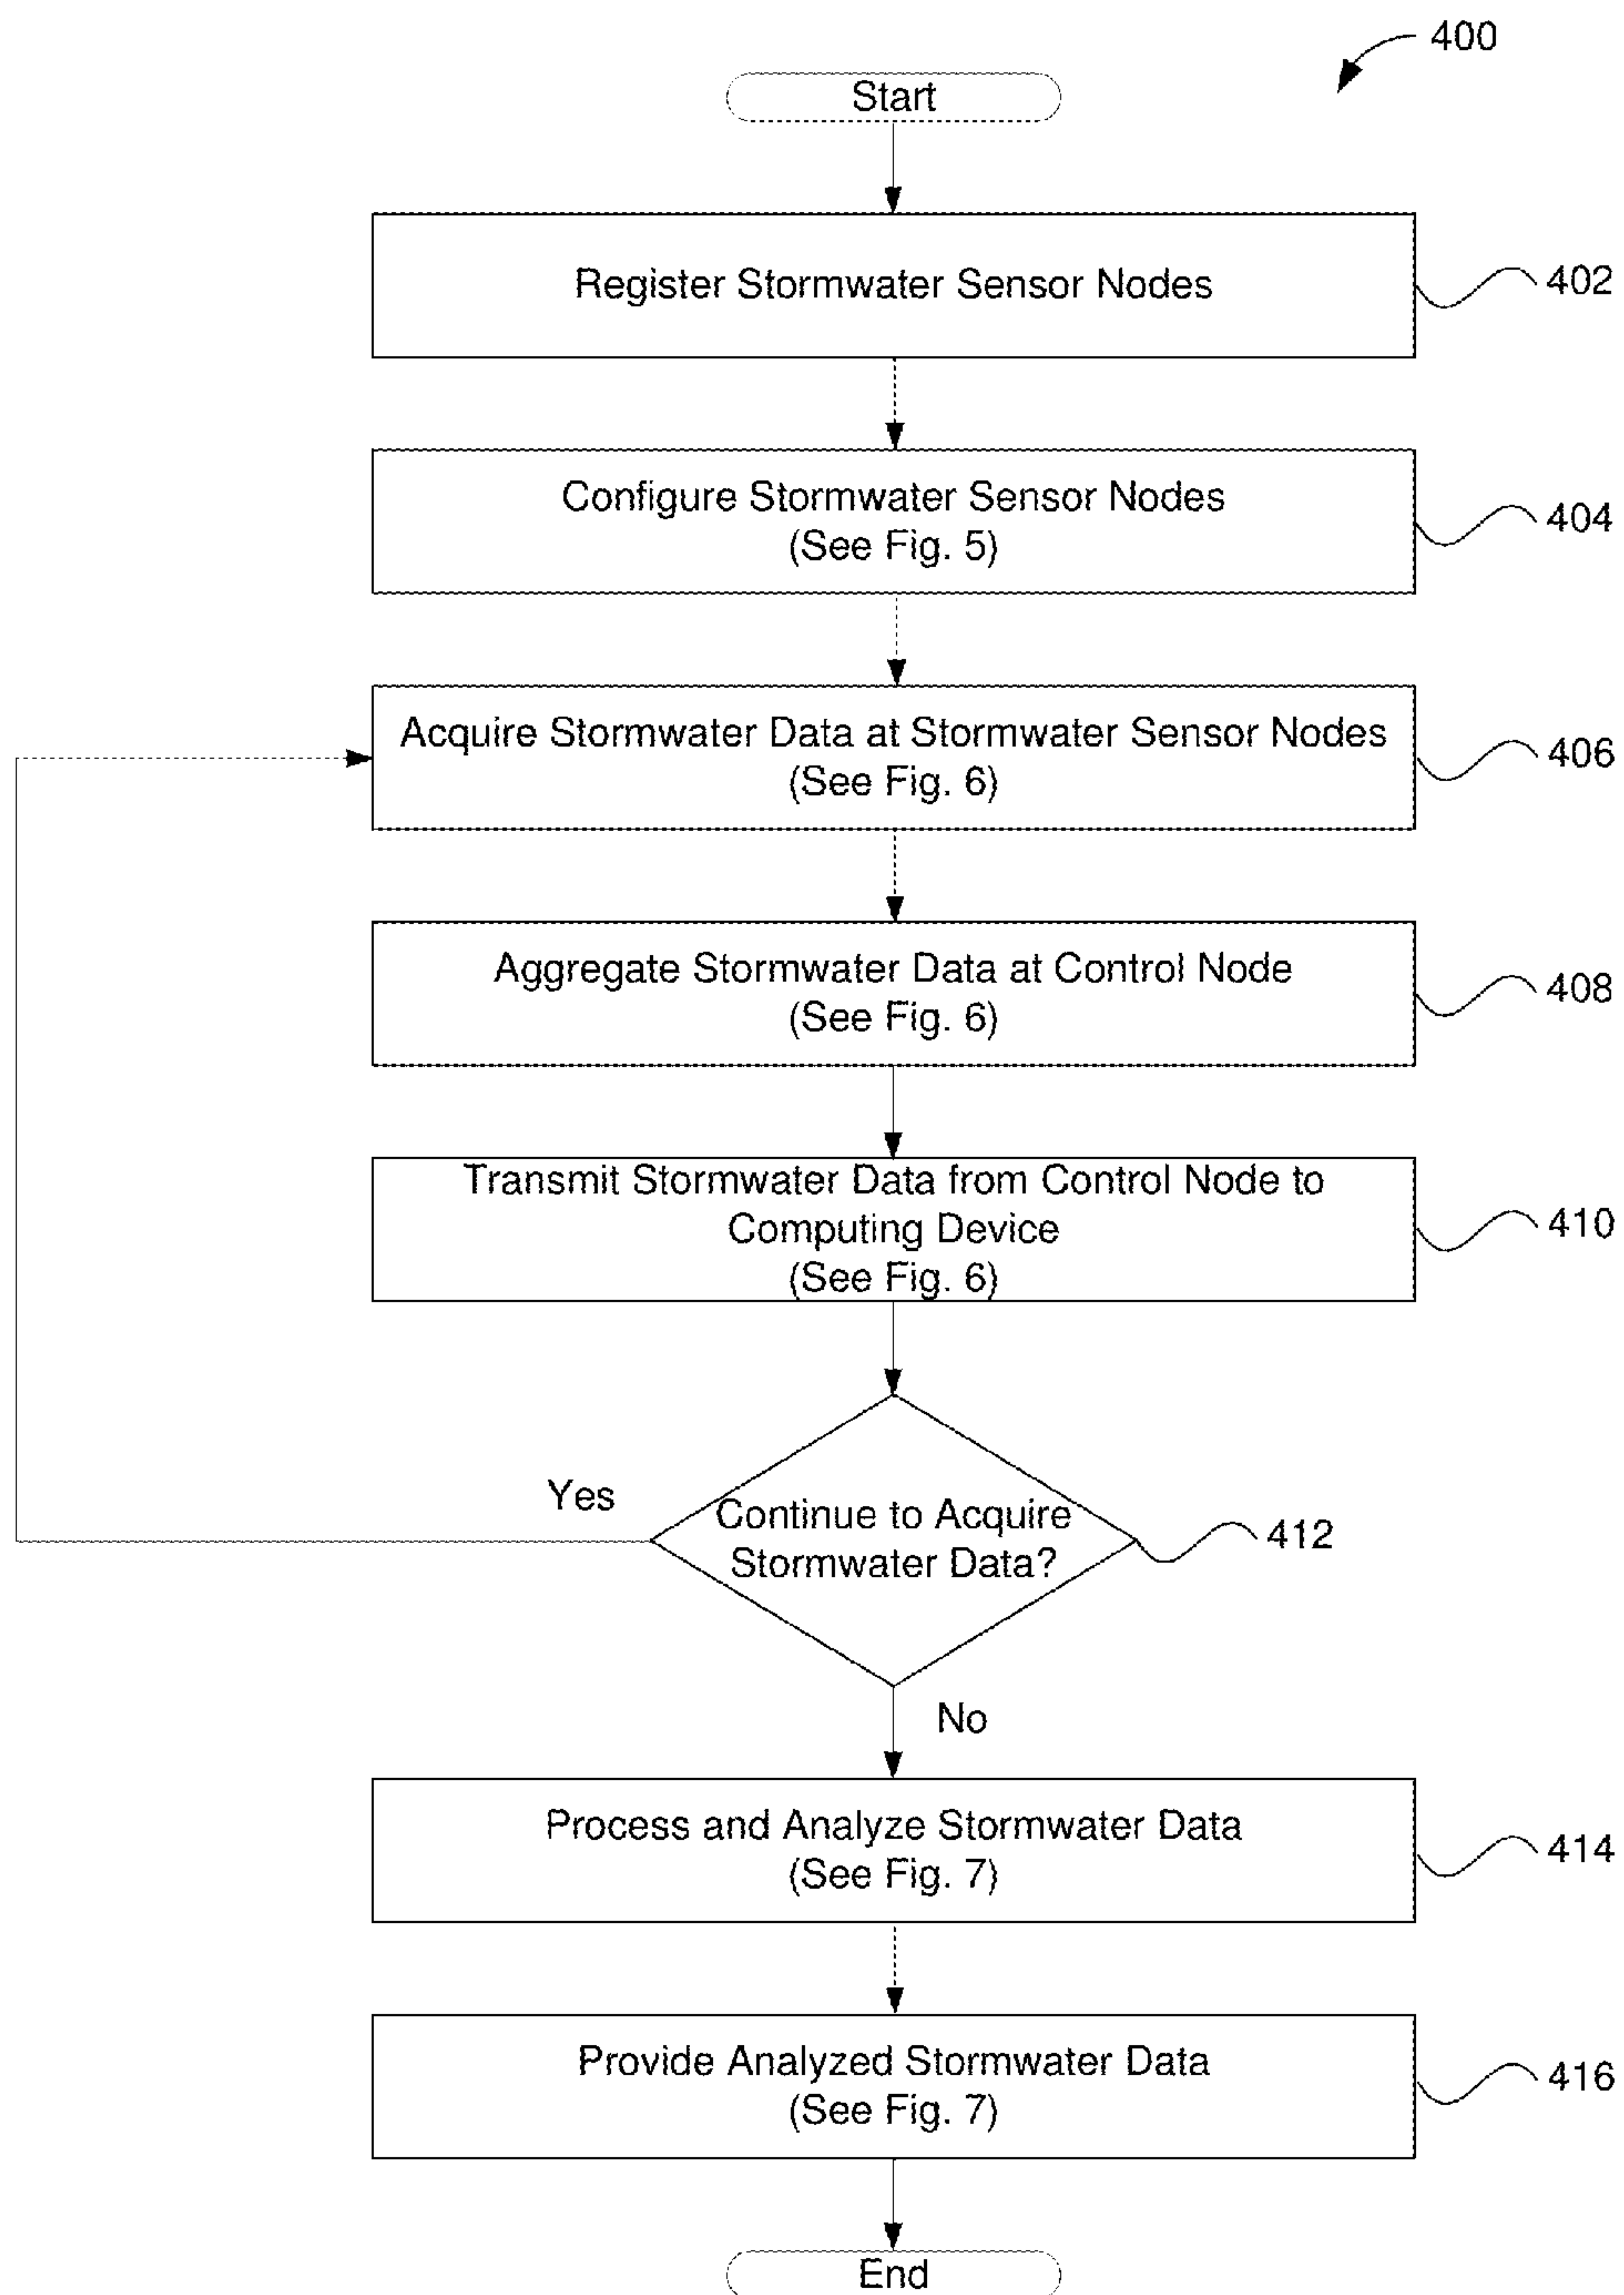 400
Start
Register Stormwater Sensor Nodes
402
Configure Stormwater Sensor Nodes
(See Fig. 5)
404
Acquire Stormwater Data at Stormwater Sensor Nodes
(See Fig. 6)
406
Aggregate Stormwater Data at Control Node
(See Fig. 6)
408
Transmit Stormwater Data from Control Node to
Computing Device
(See Fig. 6)
410
Yes
Continue to Acquire
Stormwater Data?
412
No
Process and Analyze Stormwater Data
(See Fig. 7)
414
Provide Analyzed Stormwater Data
(See Fig. 7)
416
End